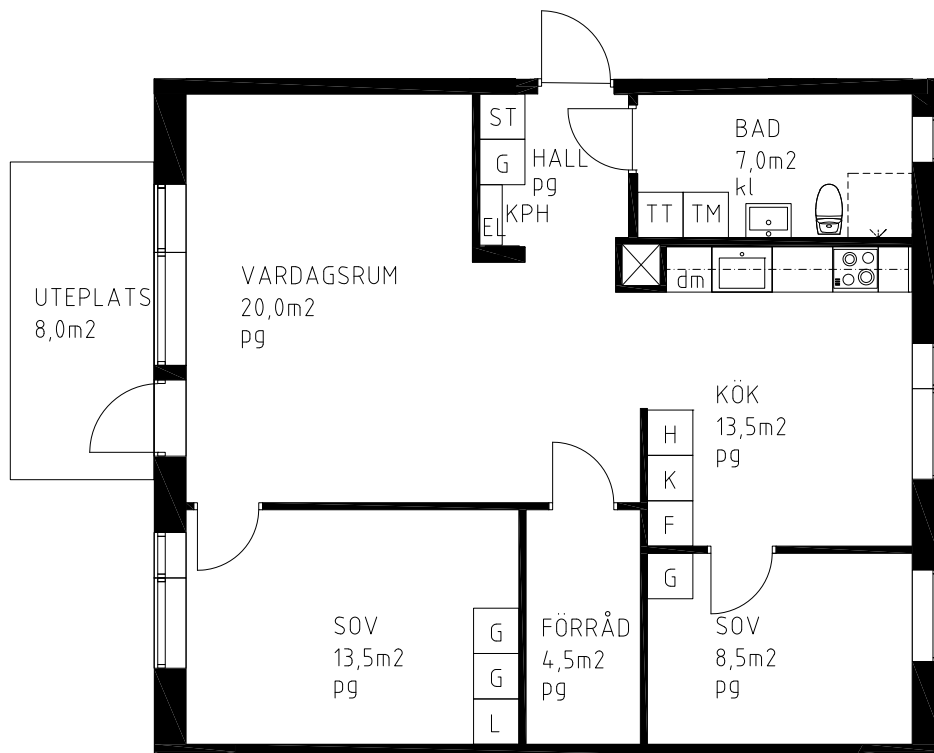 ST
G
HALL
pg
KPH
EL
BAD
7,0m2
kl
TT
TM
VARDAGSRUM
20,0m2
pg
UTEPLATS
8,0m2
dm
KÖK
13,5m2
pg
H
K
F
G
SOV
13,5m2
pg
G
G
L
FÖRRÅD
4,5m2
pg
SOV
8,5m2
pg